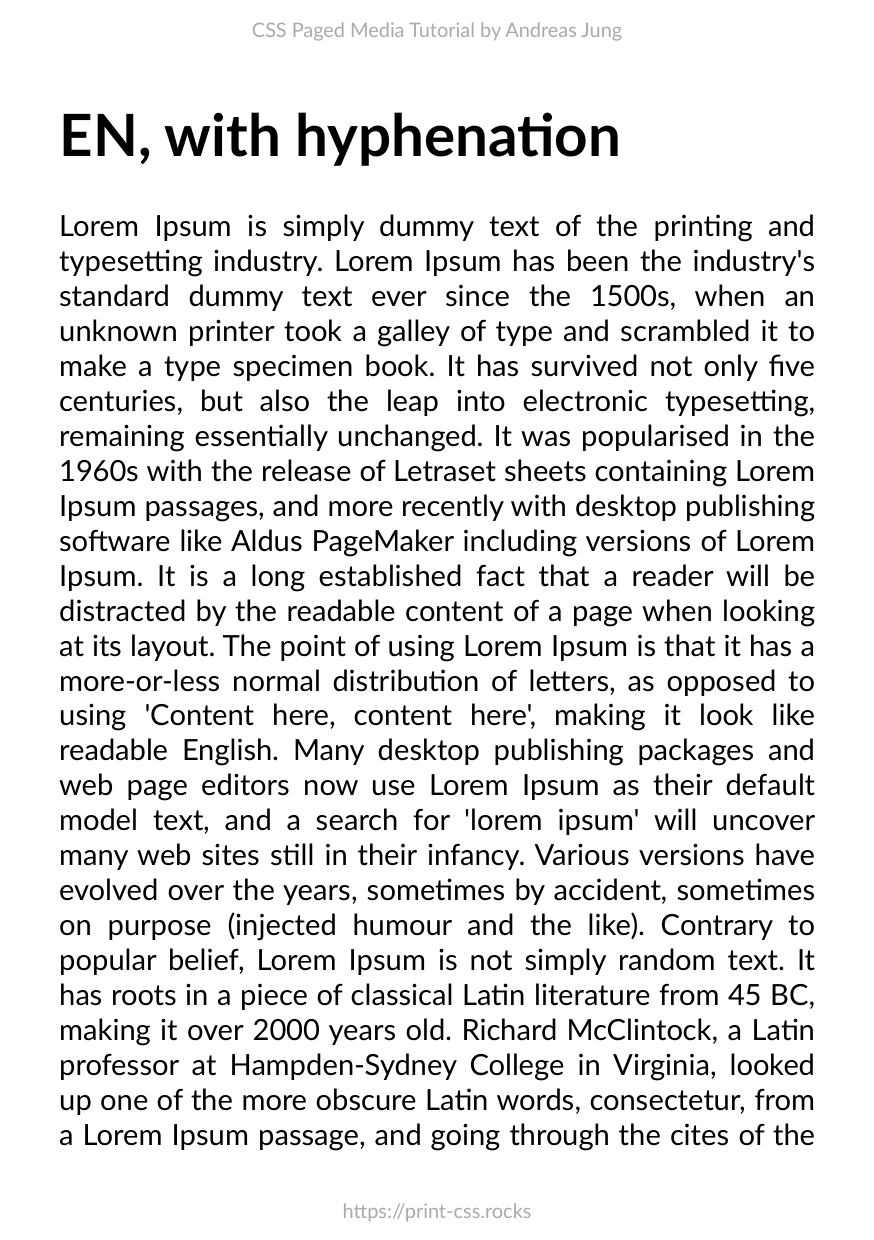 CSS Paged Media Tutorial by Andreas Jung
EN, with hyphenation
Lorem Ipsum is simply dummy text of the printing and
typesetting industry. Lorem Ipsum has been the industry's
standard dummy text ever since the 1500s, when an
unknown printer took a galley of type and scrambled it to
make a type specimen book. It has survived not only five
centuries, but also the leap into electronic typesetting,
remaining essentially unchanged. It was popularised in the
1960s with the release of Letraset sheets containing Lorem
Ipsum passages, and more recently with desktop publishing
software like Aldus PageMaker including versions of Lorem
Ipsum. It is a long established fact that a reader will be
distracted by the readable content of a page when looking
at its layout. The point of using Lorem Ipsum is that it has a
more-or-less normal distribution of letters, as opposed to
using 'Content here, content here', making it look like
readable English. Many desktop publishing packages and
web page editors now use Lorem Ipsum as their default
model text, and a search for 'lorem ipsum' will uncover
many web sites still in their infancy. Various versions have
evolved over the years, sometimes by accident, sometimes
on purpose (injected humour and the like). Contrary to
popular belief, Lorem Ipsum is not simply random text. It
has roots in a piece of classical Latin literature from 45 BC,
making it over 2000 years old. Richard McClintock, a Latin
professor at Hampden-Sydney College in Virginia, looked
up one of the more obscure Latin words, consectetur, from
a Lorem Ipsum passage, and going through the cites of the
https://print-css.rocks